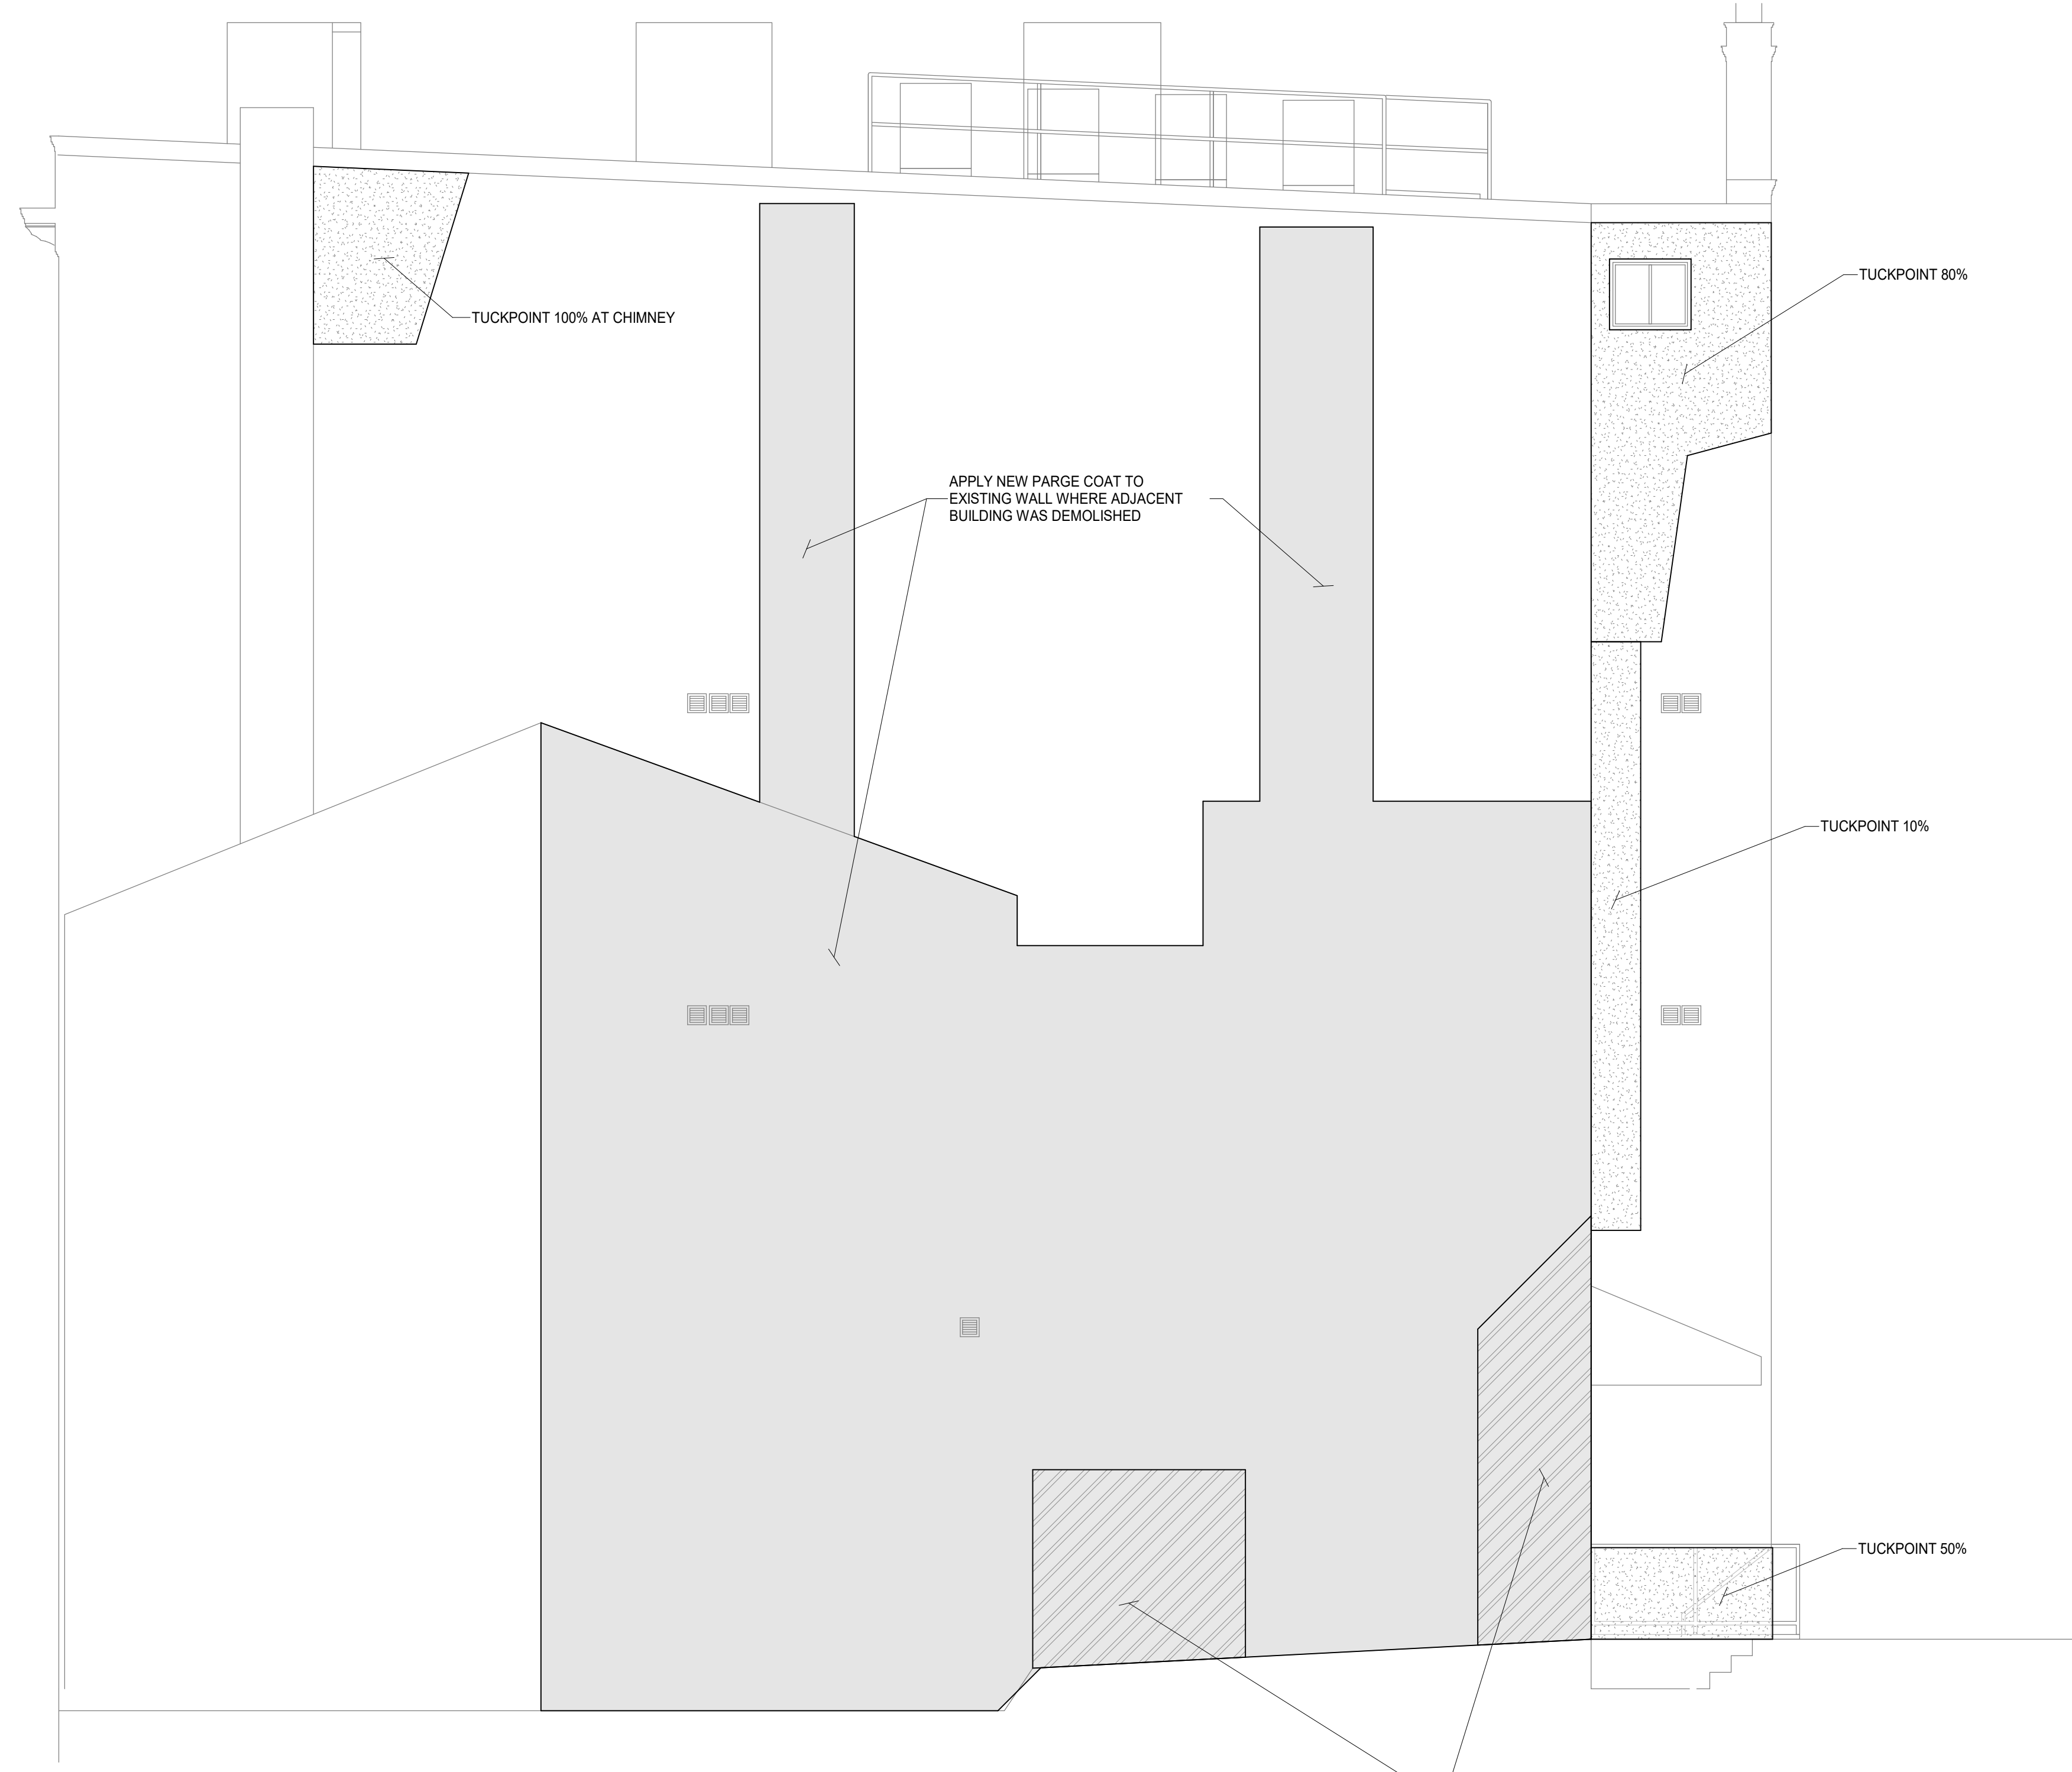 TUCKPOINT 80%
TUCKPOINT 100% AT CHIMNEY
APPLY NEW PARGE COAT TO
EXISTING WALL WHERE ADJACENT
BUILDING WAS DEMOLISHED
TUCKPOINT 10%
TUCKPOINT 50%